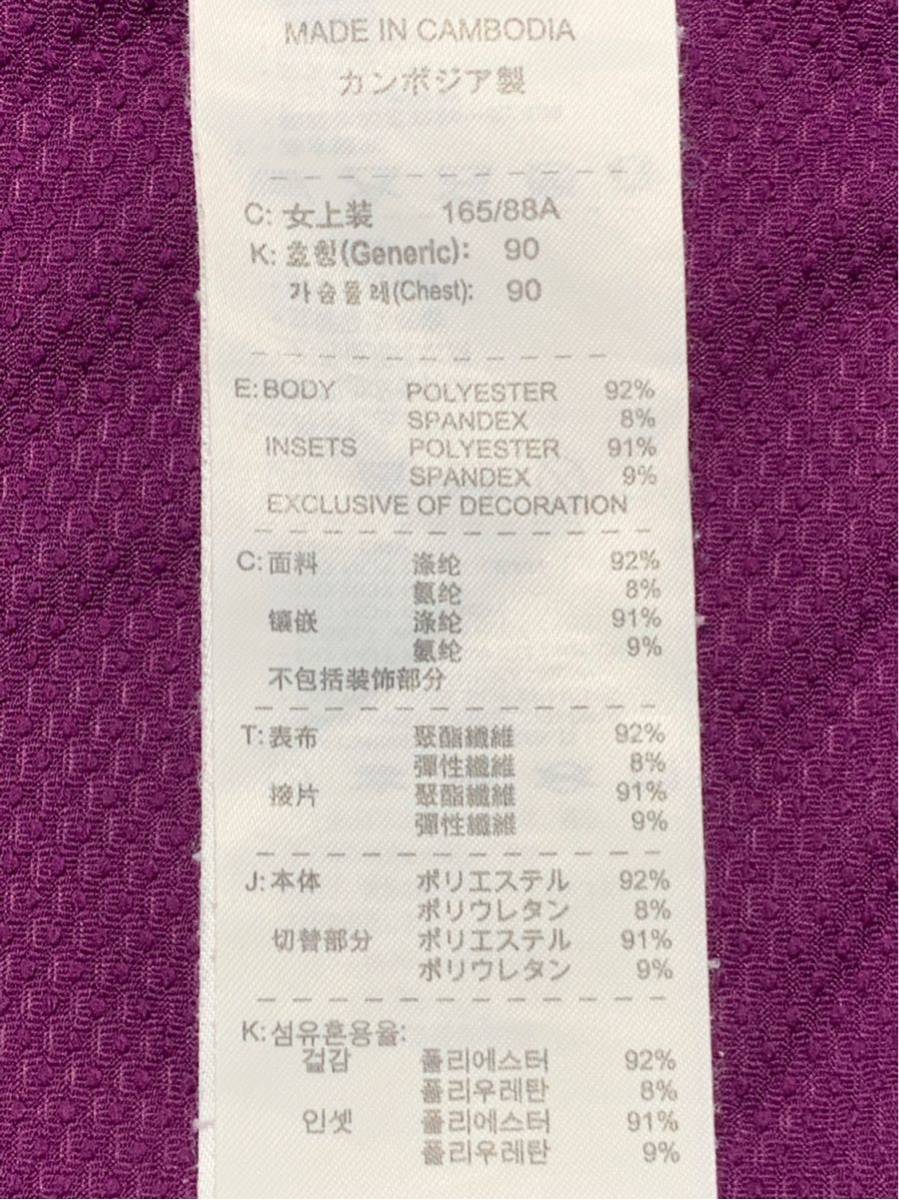 MADE IN CAMBODIA
カンボジア製
C: 女上装 165/88A
K: 호칭(Generic): 90
가슴둘레(Chest): 90
E: BODY POLYESTER 92%
SPANDEX 8%
INSETS POLYESTER 91%
SPANDEX 9%
EXCLUSIVE OF DECORATION
C: 面料 涤纶 92%
氨纶 8%
镶嵌 涤纶 91%
氨纶 9%
不包括装饰部分
T: 表布 聚酯纖維 92%
彈性纖維 8%
接片 聚酯纖維 91%
彈性纖維 9%
J: 本体 ポリエステル 92%
ポリウレタン 8%
切替部分 ポリエステル 91%
ポリウレタン 9%
K: 섬유혼용율:
겉감 폴리에스터 92%
폴리우레탄 8%
인셋 폴리에스터 91%
폴리우레탄 9%